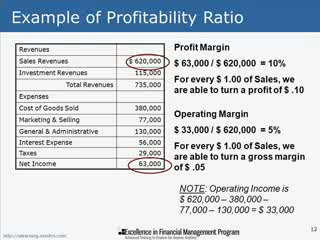 Example of Profitability Ratio
Revenues
Sales Revenues $ 620,000
Investment Revenues 115,000
Total Revenues 735,000
Expenses
Cost of Goods Sold 380,000
Marketing & Selling 77,000
General & Administrative 130,000
Interest Expense 56,000
Taxes 29,000
Net Income 63,000
Profit Margin
$ 63,000 / $ 620,000 = 10%
For every $ 1.00 of Sales, we
are able to turn a profit of $ .10
Operating Margin
$ 33,000 / $ 620,000 = 5%
For every $ 1.00 of Sales, we
are able to turn a gross margin
of $ .05
NOTE: Operating Income is
$ 620,000 – 380,000 –
77,000 – 130,000 = $ 33,000
Excellence in Financial Management Program
12